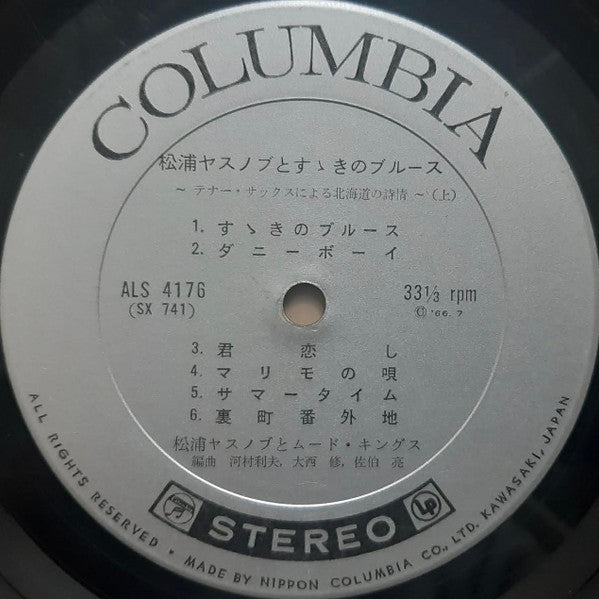 COLUMBIA
松浦ヤスノブとすゝきのブルース
～ テナー・サックスによる北海道の詩情 ～（上）
1. すゝきのブルース
2. ダニーボーイ
ALS 4176
(SX 741)
33⅓ rpm
Ⓟ '66. 7
3. 君恋し
4. マリモの唄
5. サマータイム
6. 裏町番外地
松浦ヤスノブとムード・キングス
編曲 河村利夫, 大西 修, 佐伯 亮
STEREO
LP
ALL RIGHTS RESERVED • MADE BY NIPPON COLUMBIA CO., LTD. KAWASAKI, JAPAN